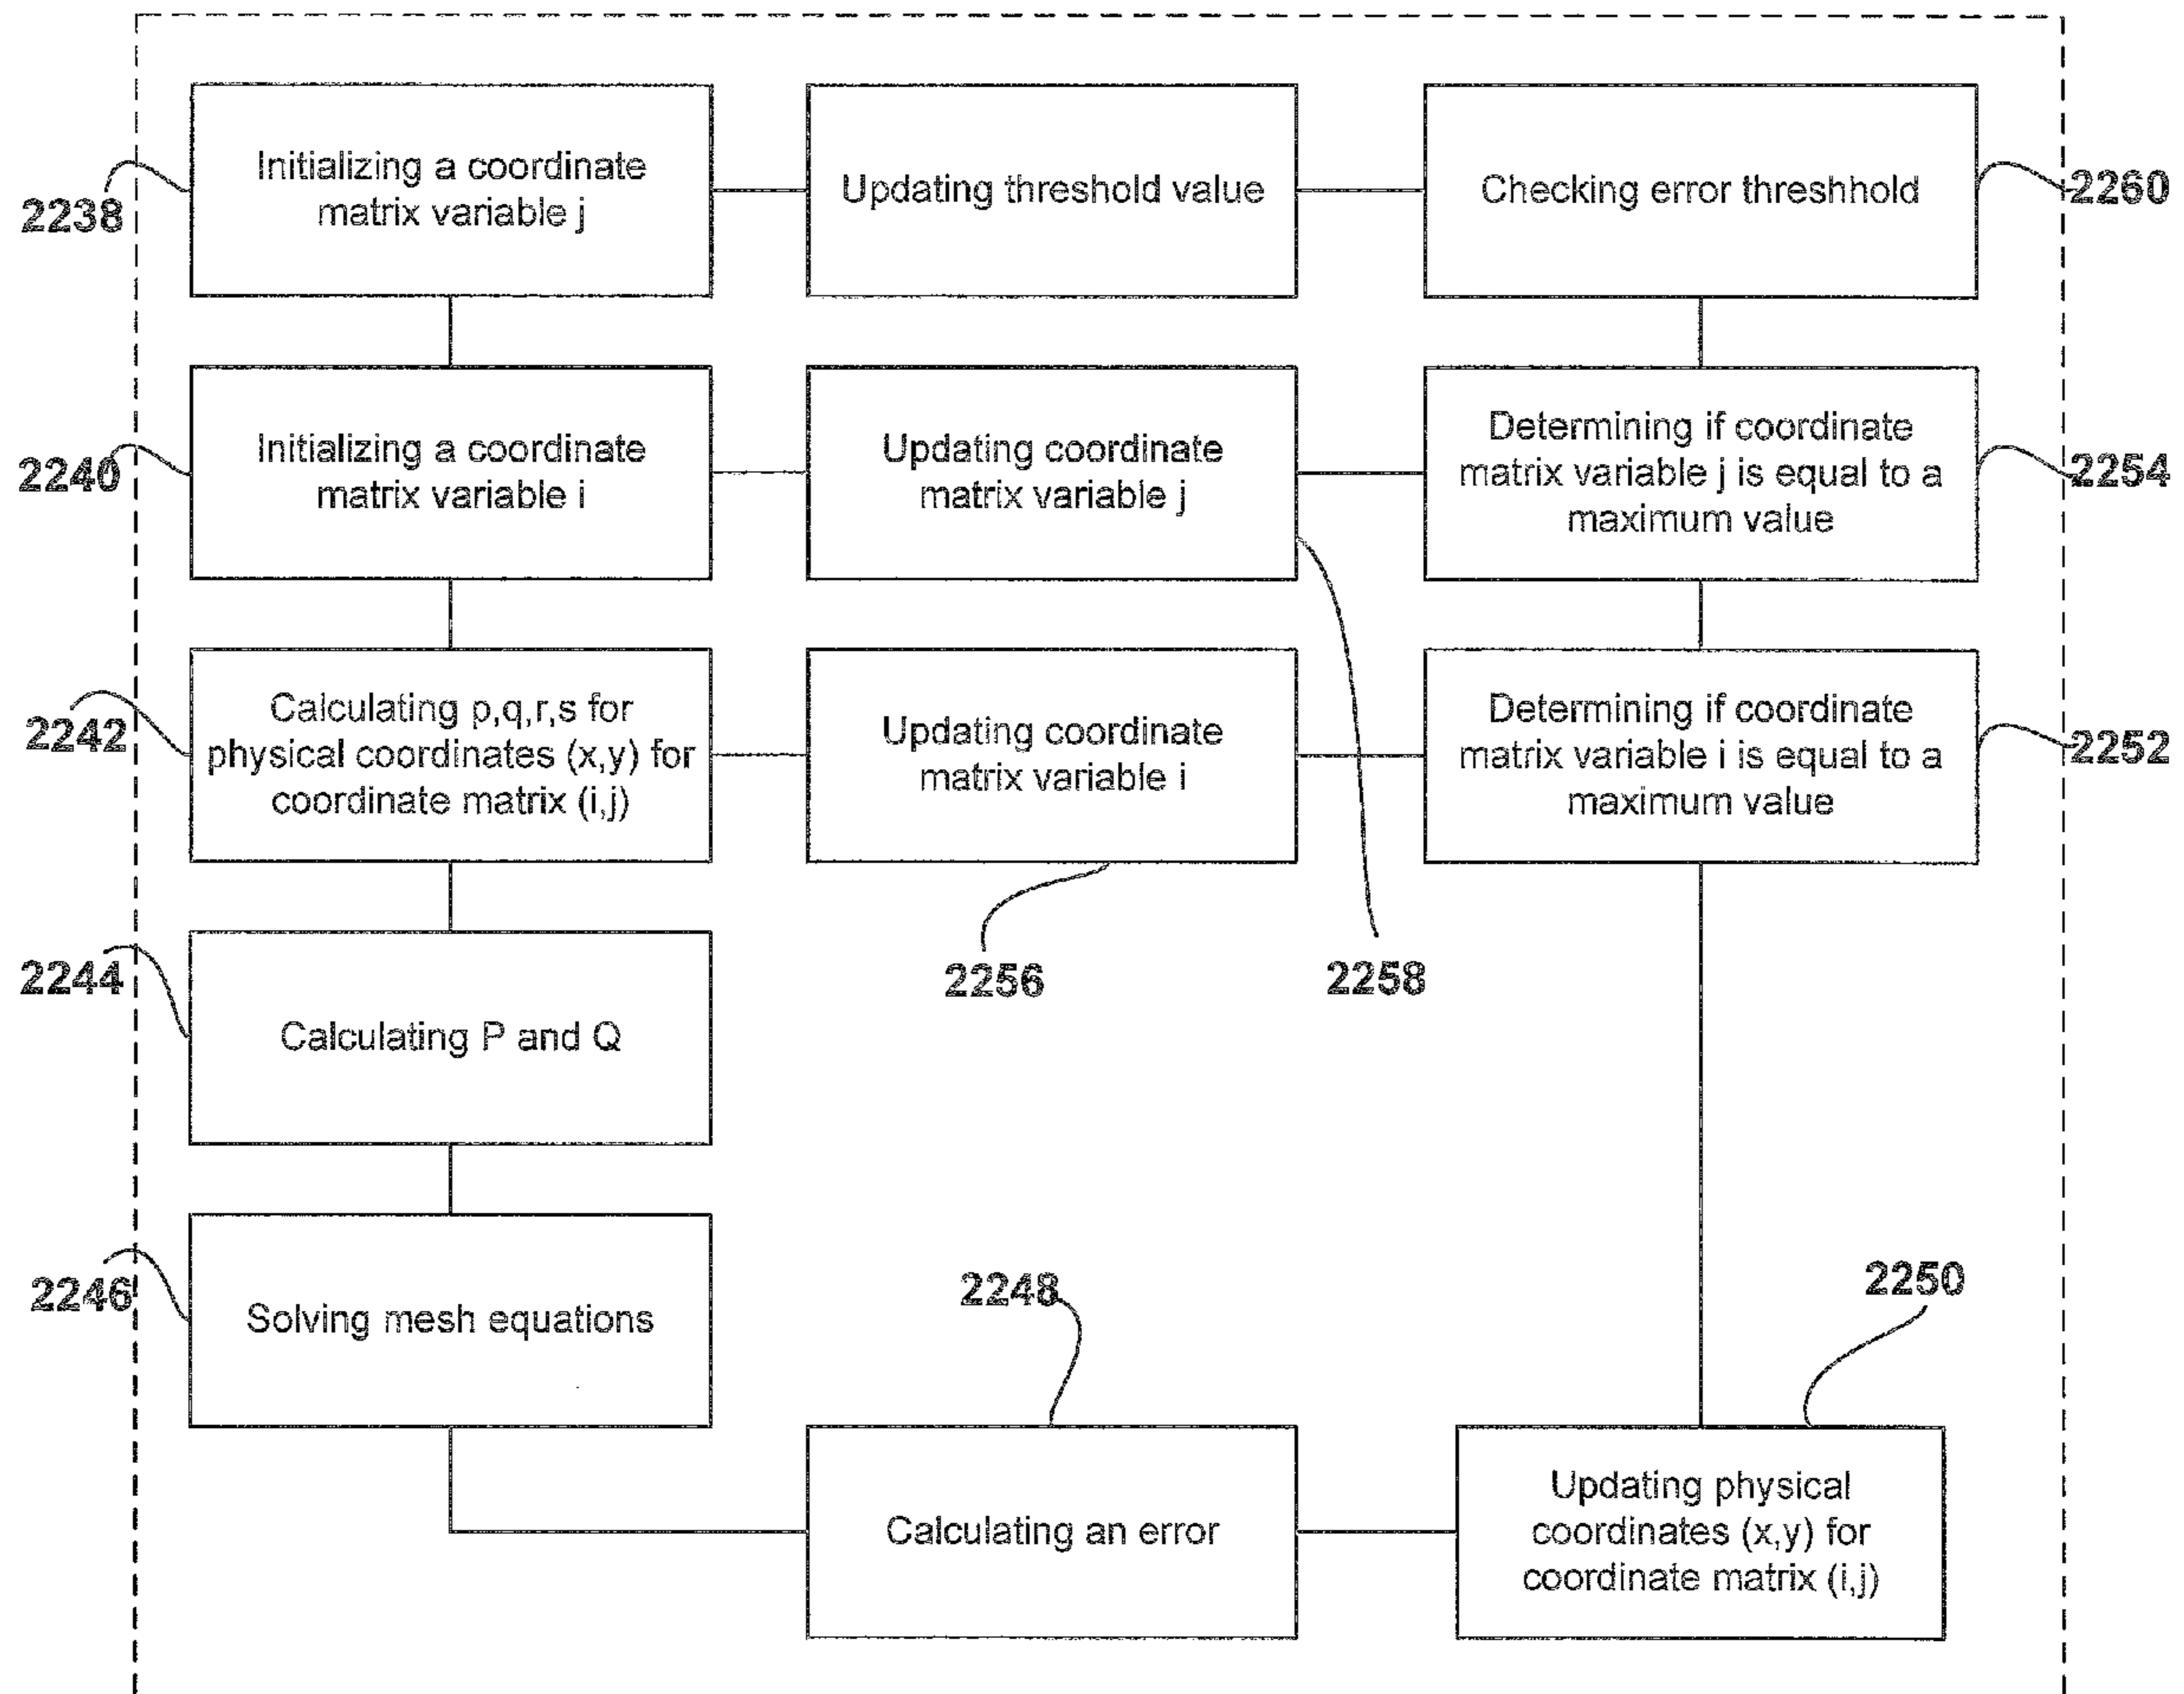 Initializing a coordinate
matrix variable j
Updating threshold value
Checking error threshhold
2238
2260
Initializing a coordinate
matrix variable i
Updating coordinate
matrix variable j
Determining if coordinate
matrix variable j is equal to a
maximum value
2240
2254
Calculating p,q,r,s for
physical coordinates (x,y) for
coordinate matrix (i,j)
Updating coordinate
matrix variable i
Determining if coordinate
matrix variable i is equal to a
maximum value
2242
2252
2244
2256
2258
Calculating P and Q
2246
Solving mesh equations
2248
2250
Calculating an error
Updating physical
coordinates (x,y) for
coordinate matrix (i,j)